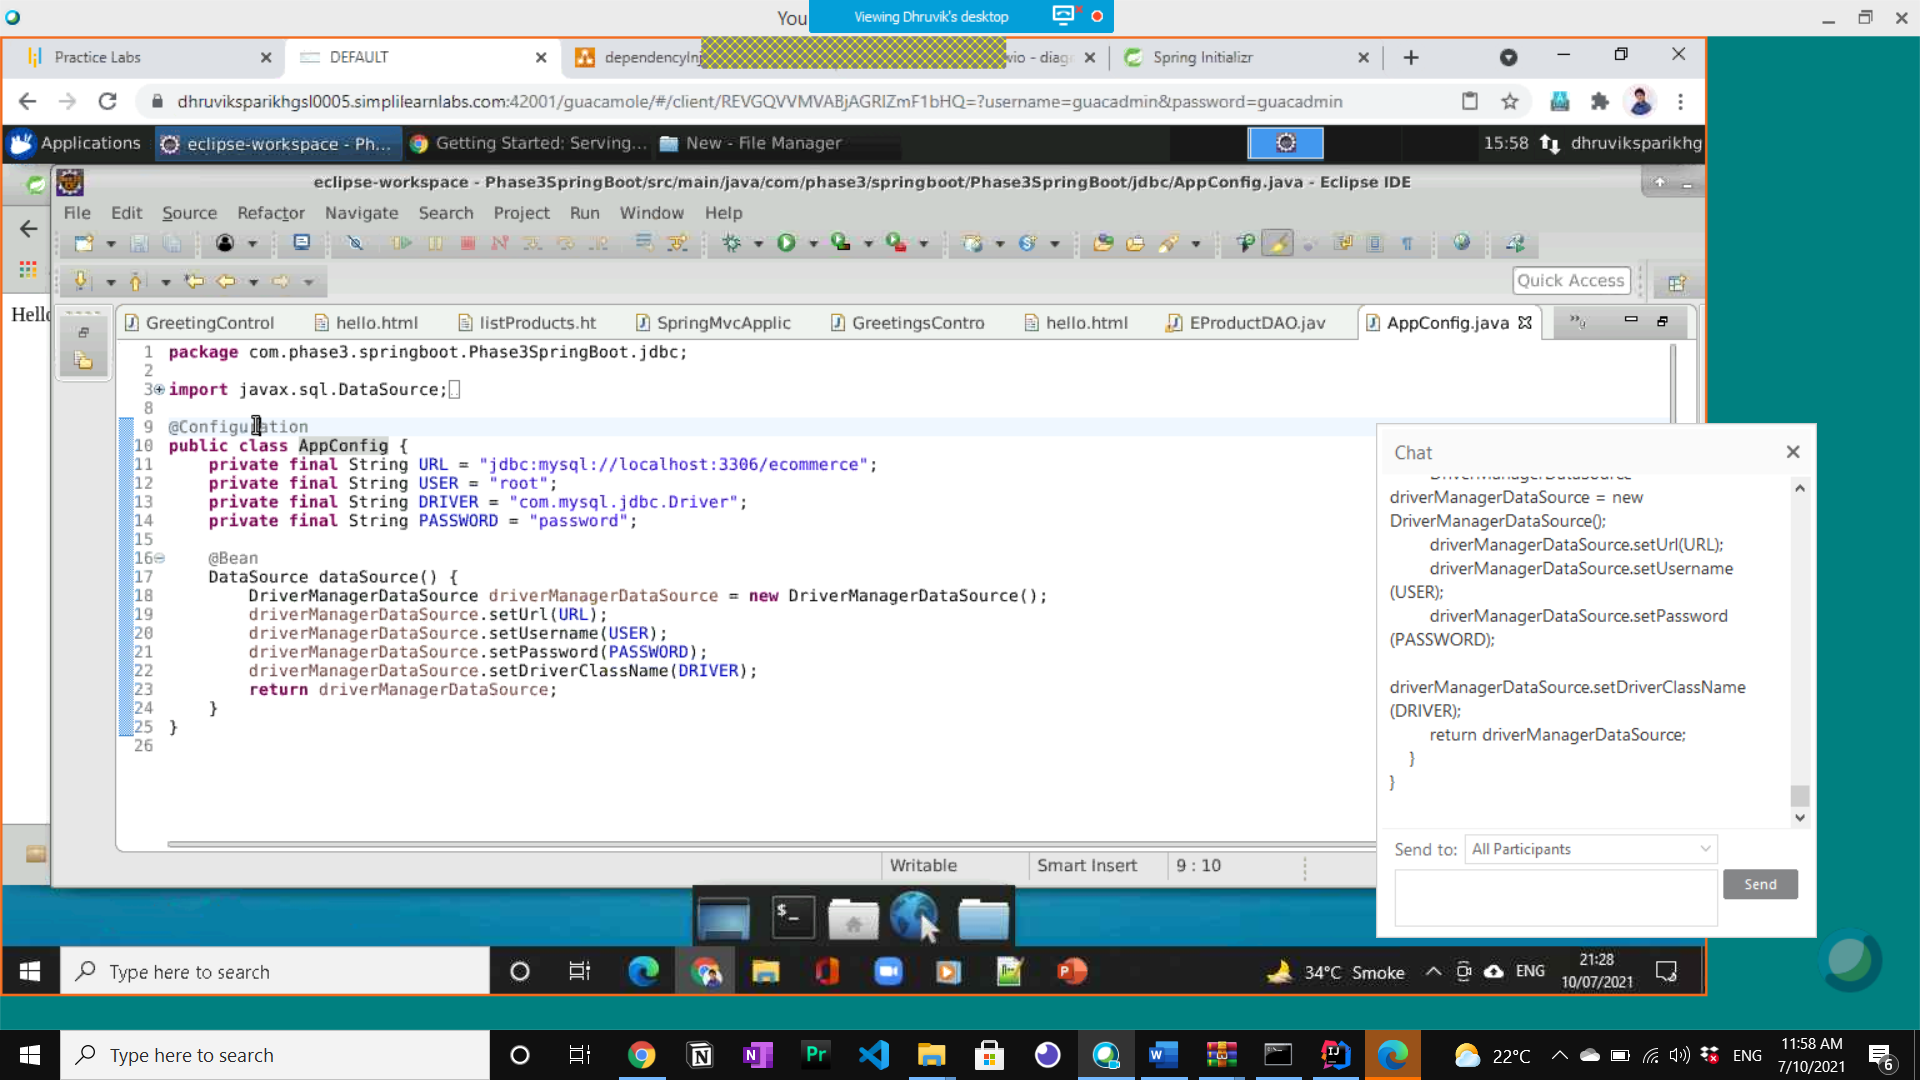 You
Viewing Dhruvik's desktop
Practice Labs
DEFAULT
dependencyInj
vio - diag
Spring Initializr
dhruviksparikhgsl0005.simplilearnlabs.com:42001/guacamole/#/client/REVGQVVMVABjAGRlZmF1bHQ=?username=guacadmin&password=guacadmin
Applications
eclipse-workspace - Ph...
Getting Started; Serving...
New - File Manager
15:58
dhruviksparikhg
eclipse-workspace - Phase3SpringBoot/src/main/java/com/phase3/springboot/Phase3SpringBoot/jdbc/AppConfig.java - Eclipse IDE
File Edit Source Refactor Navigate Search Project Run Window Help
Quick Access
Hello
GreetingControl
hello.html
listProducts.ht
SpringMvcApplic
GreetingsContro
hello.html
EProductDAO.jav
AppConfig.java
1 package com.phase3.springboot.Phase3SpringBoot.jdbc;
2
3 import javax.sql.DataSource;
8
9 @Configuration
10 public class AppConfig {
11 private final String URL = "jdbc:mysql://localhost:3306/ecommerce";
12 private final String USER = "root";
13 private final String DRIVER = "com.mysql.jdbc.Driver";
14 private final String PASSWORD = "password";
15
16 @Bean
17 DataSource dataSource() {
18 DriverManagerDataSource driverManagerDataSource = new DriverManagerDataSource();
19 driverManagerDataSource.setUrl(URL);
20 driverManagerDataSource.setUsername(USER);
21 driverManagerDataSource.setPassword(PASSWORD);
22 driverManagerDataSource.setDriverClassName(DRIVER);
23 return driverManagerDataSource;
24 }
25 }
26
Writable
Smart Insert
9 : 10
Chat
DriverManagerDataSource
driverManagerDataSource = new
DriverManagerDataSource();
driverManagerDataSource.setUrl(URL);
driverManagerDataSource.setUsername
(USER);
driverManagerDataSource.setPassword
(PASSWORD);
driverManagerDataSource.setDriverClassName
(DRIVER);
return driverManagerDataSource;
}
}
Send to:
All Participants
Send
Type here to search
34°C Smoke
ENG
21:28
10/07/2021
Type here to search
22°C
ENG
11:58 AM
7/10/2021
6